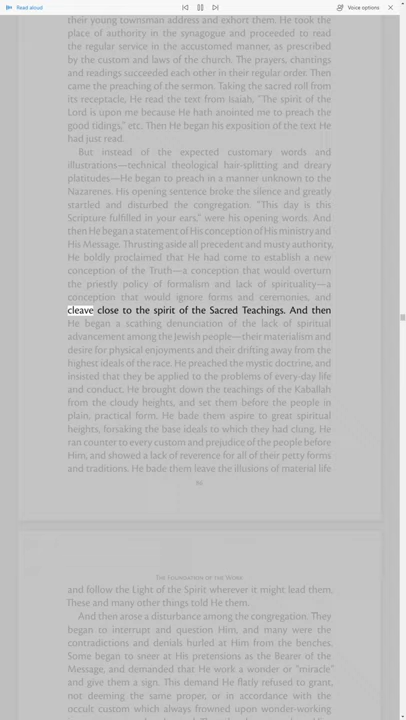 Read aloud
Voice options
their young townsman address and exhort them. He took the
place of authority in the synagogue and proceeded to read
the regular service in the accustomed manner, as prescribed
by the custom and laws of the church. The prayers, chantings
and readings succeeded each other in their regular order. Then
came the preaching of the sermon. Taking the sacred roll from
its receptacle, He read the text from Isaiah, "The spirit of the
Lord is upon me because He hath anointed me to preach the
good tidings," etc. Then He began his exposition of the text He
had just read.
But instead of the expected customary words and
illustrations—technical theological hair-splitting and dreary
platitudes—He began to preach in a manner unknown to the
Nazarenes. His opening sentence broke the silence and greatly
startled and disturbed the congregation. "This day is this
Scripture fulfilled in your ears," were his opening words. And
then He began a statement of His conception of His ministry and
His Message. Thrusting aside all precedent and musty authority,
He boldly proclaimed that He had come to establish a new
conception of the Truth—a conception that would overturn
the priestly policy of formalism and lack of spirituality—a
conception that would ignore forms and ceremonies, and
cleave close to the spirit of the Sacred Teachings. And then
He began a scathing denunciation of the lack of spiritual
advancement among the Jewish people—their materialism and
desire for physical enjoyments and their drifting away from the
highest ideals of the race. He preached the mystic doctrine, and
insisted that they be applied to the problems of every-day life
and conduct. He brought down the teachings of the Kaballah
from the cloudy heights, and set them before the people in
plain, practical form. He bade them aspire to great spiritual
heights, forsaking the base ideals to which they had clung. He
ran counter to every custom and prejudice of the people before
Him, and showed a lack of reverence for all of their petty forms
and traditions. He bade them leave the illusions of material life
The Foundation of the Work
and follow the Light of the Spirit wherever it might lead them.
These and many other things told He them.
And then arose a disturbance among the congregation. They
began to interrupt and question Him, and many were the
contradictions and denials hurled at Him from the benches.
Some began to sneer at His pretensions as the Bearer of the
Message, and demanded that He work a wonder or "miracle"
and give them a sign. This demand He flatly refused to grant,
not deeming the same proper, or in accordance with the
occult custom which always frowned upon wonder-working